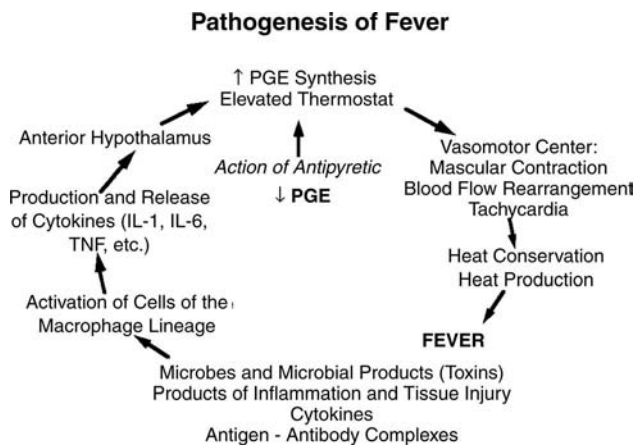 Pathogenesis of Fever
↑ PGE Synthesis
Elevated Thermostat
Anterior Hypothalamus
Action of Antipyretic
↓ PGE
Vasomotor Center:
Mascular Contraction
Blood Flow Rearrangement
Tachycardia
Production and Release
of Cytokines (IL-1, IL-6,
TNF, etc.)
Heat Conservation
Heat Production
Activation of Cells of the
Macrophage Lineage
FEVER
Microbes and Microbial Products (Toxins)
Products of Inflammation and Tissue Injury
Cytokines
Antigen - Antibody Complexes